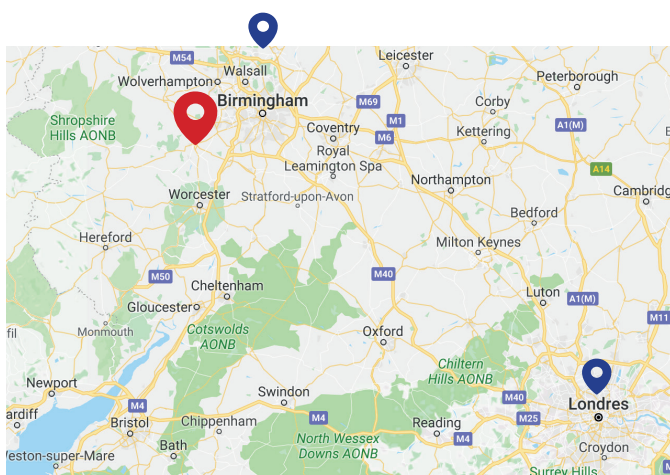 M54
Leicester
Walsall
Wolverhampton
Peterborough
Birmingham
M69
Corby
Shropshire
Hills AONB
Coventry
M1
A1(M)
M6
Kettering
Royal
Leamington Spa
A14
Northampton
Worcester
Stratford-upon-Avon
Cambridg
Bedford
Hereford
Milton Keynes
M50
M40
Cheltenham
Luton
A1(M)
Gloucester
M11
fil
Monmouth
Cotswolds
AONB
Oxford
Chiltern
Hills AONB
Newport
Swindon
M40
Londres
M4
ardiff
Bristol
Chippenham
M4
Reading
M25
M4
North Wessex
Downs AONB
Bath
Croydon
eston-super-Mare
Surrey Hills